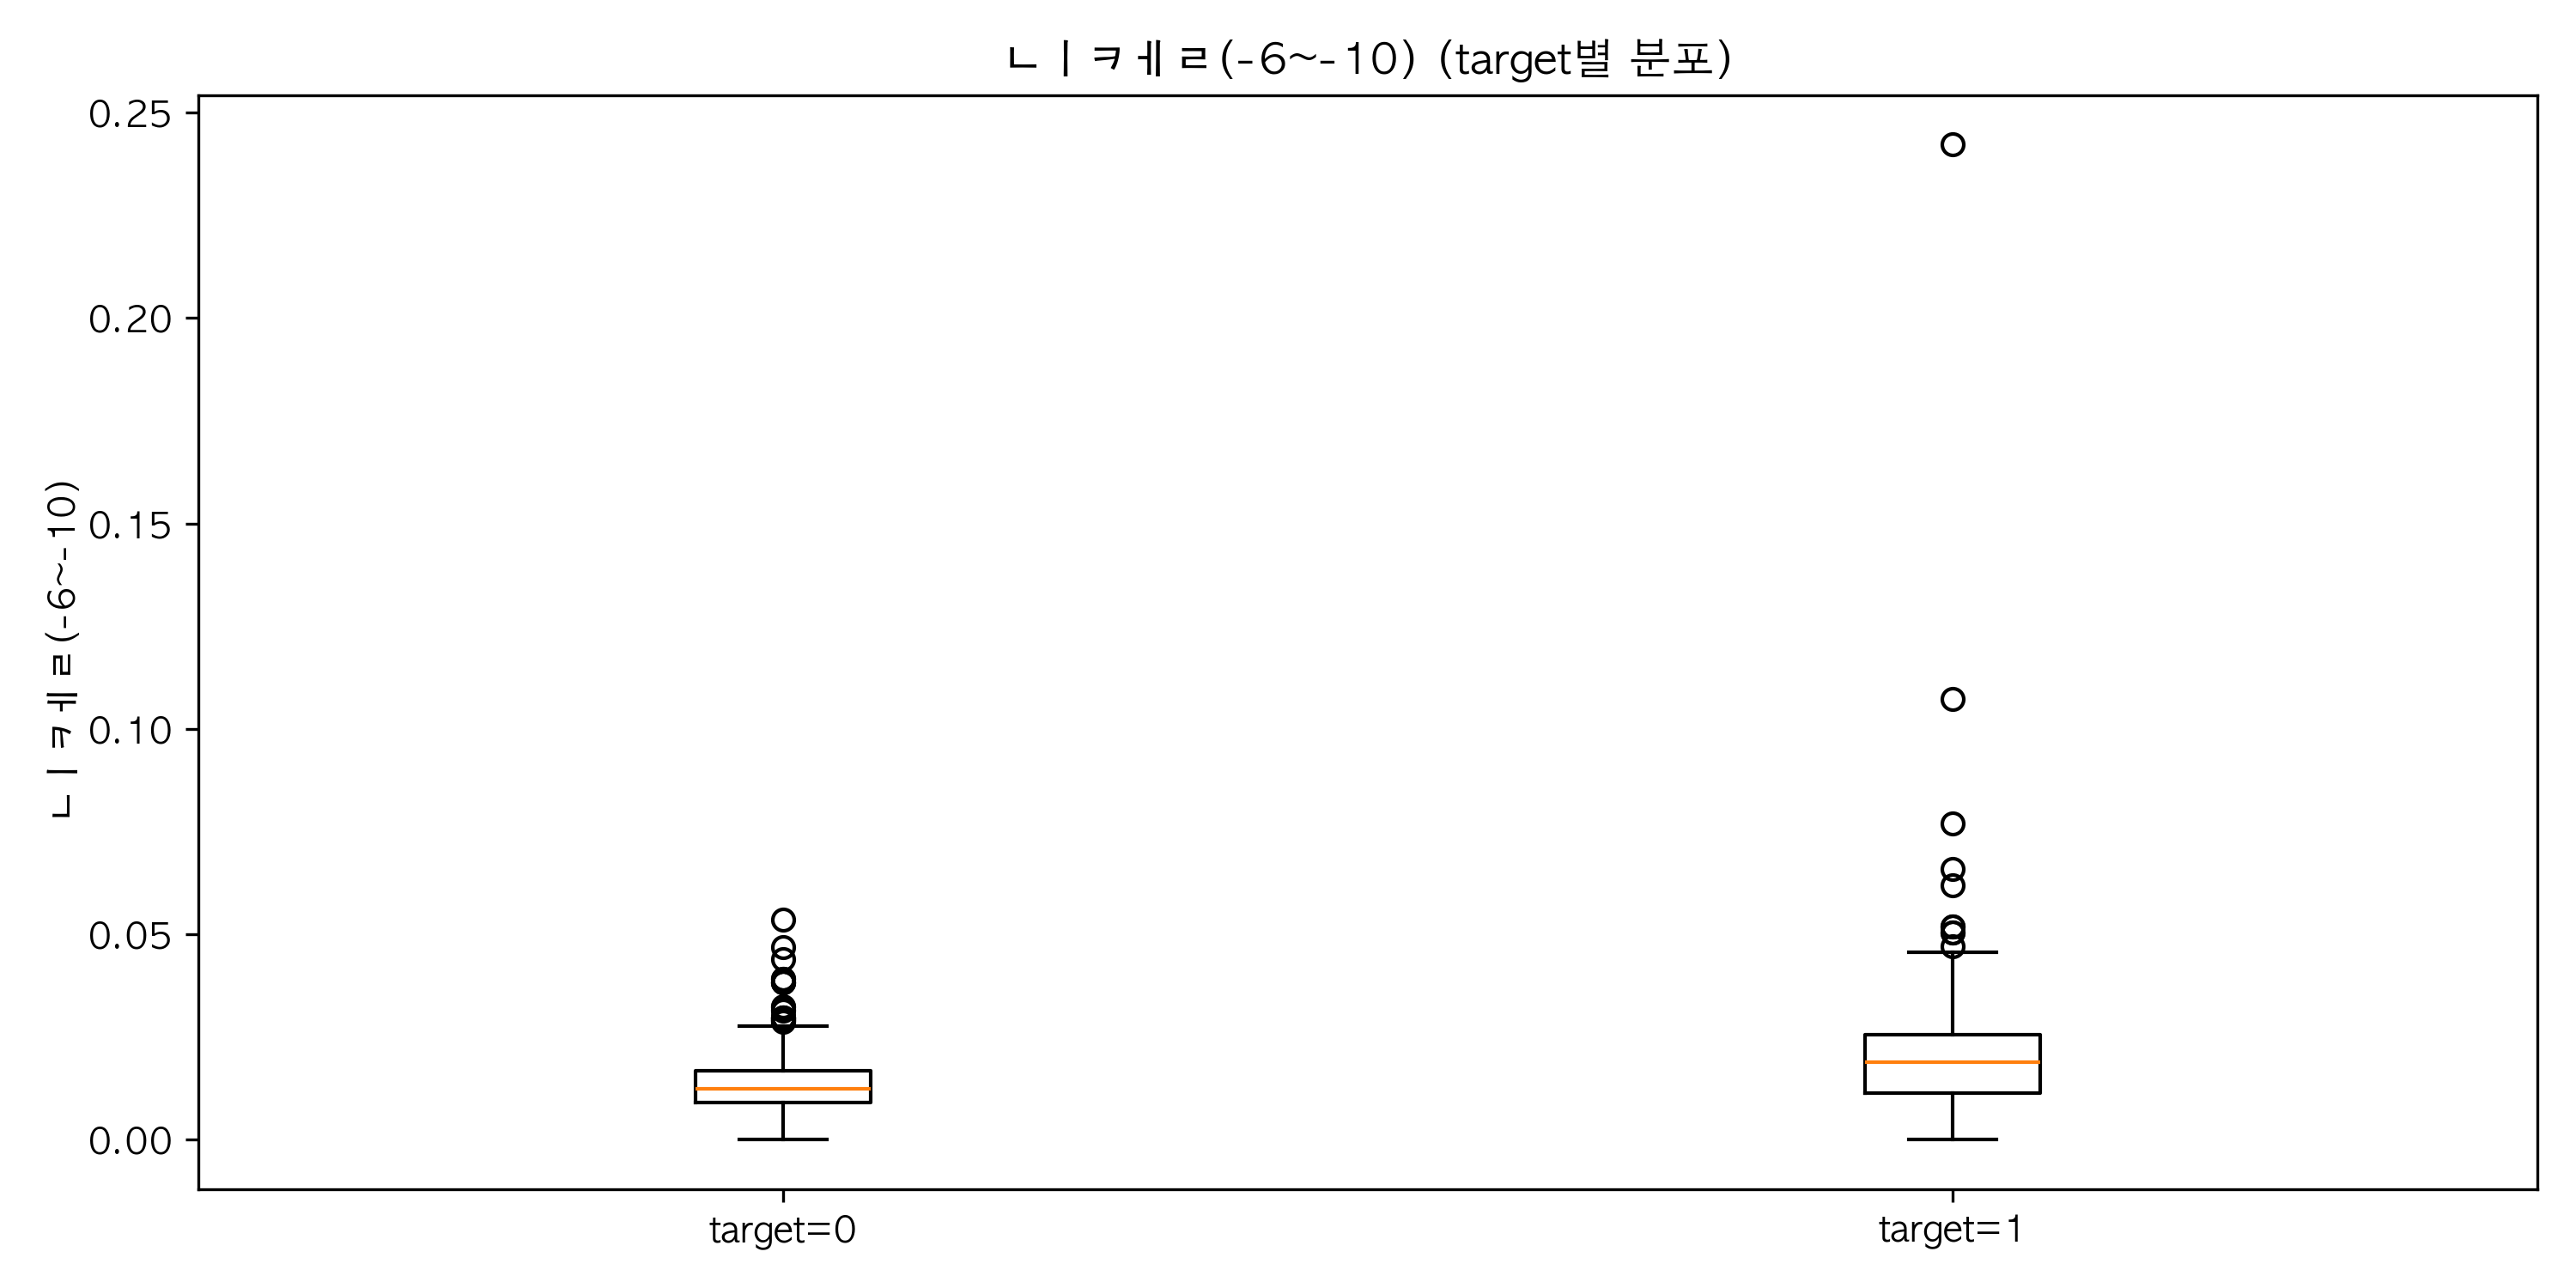 ㄴㅣㅋㅔㄹ(-6~-10) (target별 분포)
ㄴㅣㅋㅔㄹ(-6~-10)
0.25
0.20
0.15
0.10
0.05
0.00
target=0
target=1